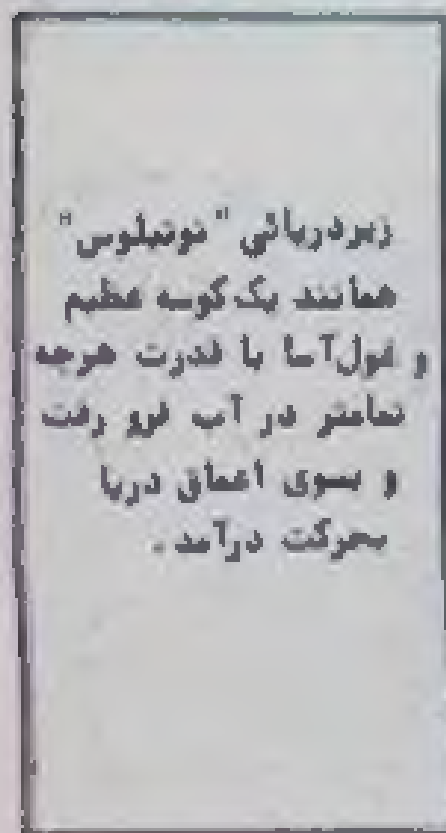 زیردریائی "نوتیلوس"
همانند یک کوسه عظیم
و غول‌آسا با قدرت هرچه
تمامتر در آب فرو رفت
و بسوی اعماق دریا
بحرکت درآمد.